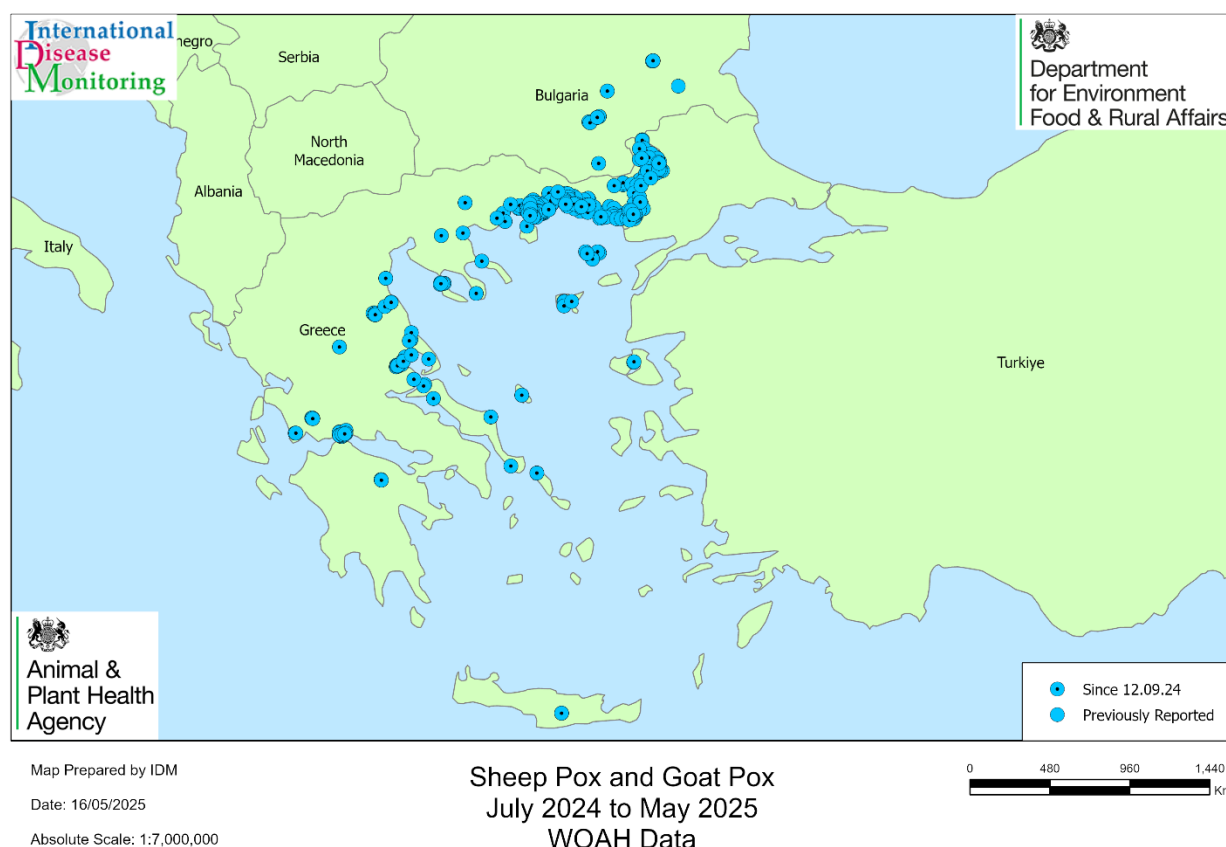 International
Disease
Monitoring
negro
Serbia
Bulgaria
North
Macedonia
Albania
Italy
Greece
Turkiye
Department
for Environment
Food & Rural Affairs
Animal &
Plant Health
Agency
Since 12.09.24
Previously Reported
Map Prepared by IDM
Date: 16/05/2025
Absolute Scale: 1:7,000,000
Sheep Pox and Goat Pox
July 2024 to May 2025
WOAH Data
0 480 960 1,440
Km